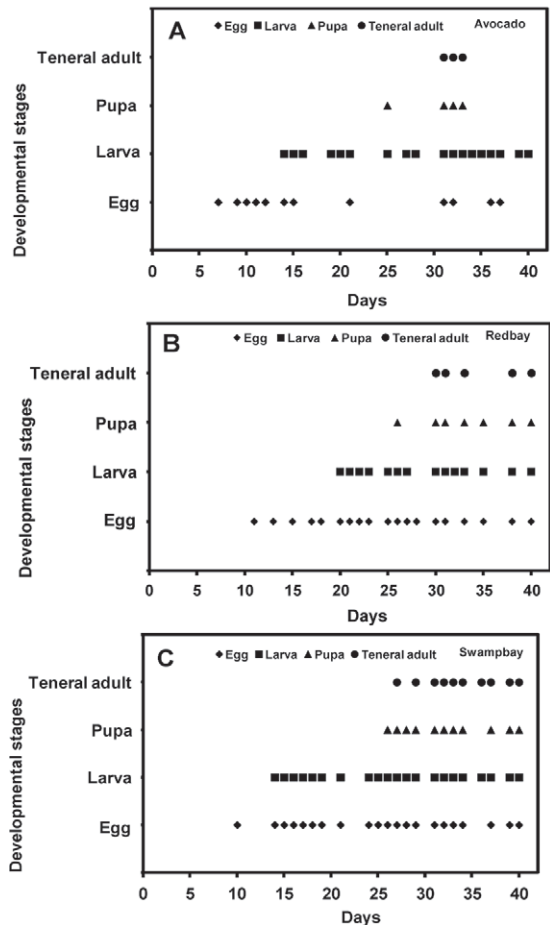 A ◆Egg ■Larva ▲Pupa ●Teneral adult Avocado
Teneral adult
Pupa
Larva
Egg
Developmental stages
0 5 10 15 20 25 30 35 40
Days
B ◆Egg ■Larva ▲Pupa ●Teneral adult Redbay
Teneral adult
Pupa
Larva
Egg
Developmental stages
0 5 10 15 20 25 30 35 40
Days
C ◆Egg ■Larva ▲Pupa ●Teneral adult Swampbay
Teneral adult
Pupa
Larva
Egg
Developmental stages
0 5 10 15 20 25 30 35 40
Days